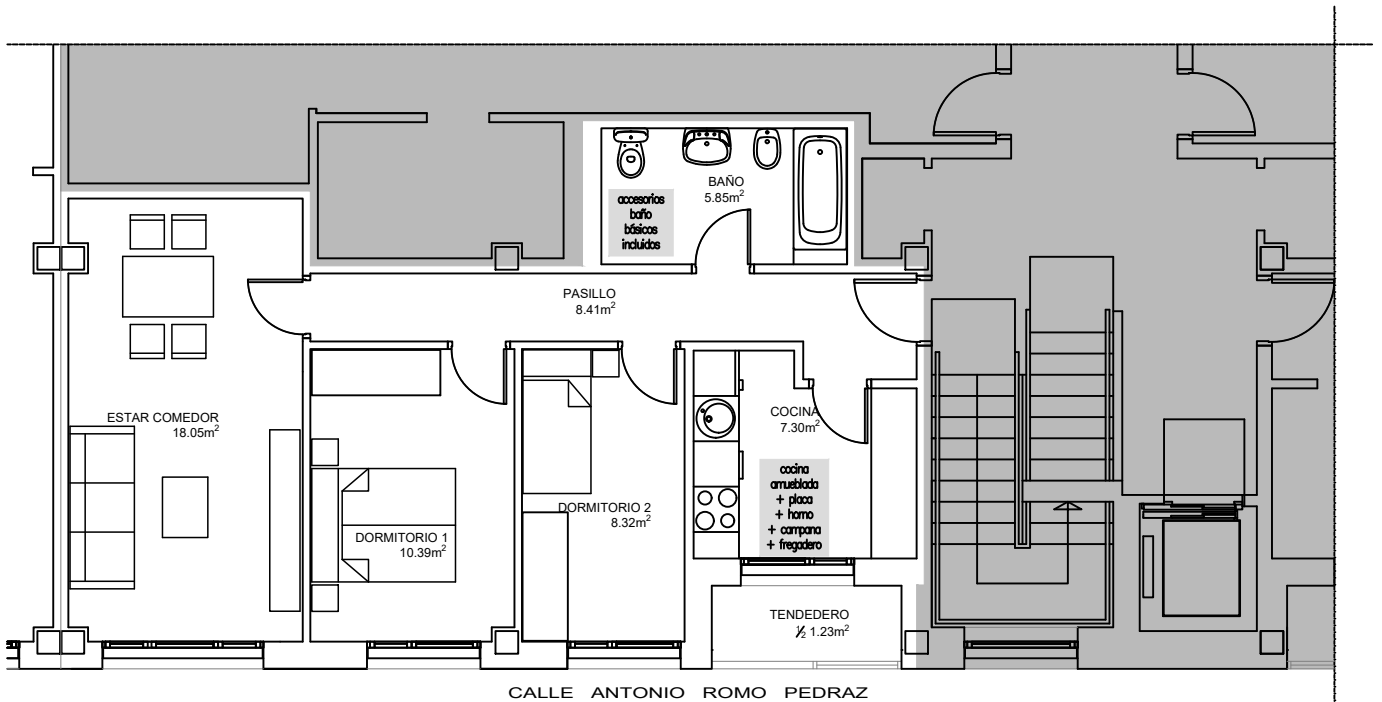 BAÑO
5.85m²
accesorios
baño
básicos
incluidos
PASILLO
8.41m²
ESTAR COMEDOR
18.05m²
COCINA
7.30m²
cocina
amueblada
+ placa
+ horno
+ campana
+ fregadero
DORMITORIO 2
8.32m²
DORMITORIO 1
10.39m²
TENDEDERO
½ 1.23m²
CALLE ANTONIO ROMO PEDRAZ